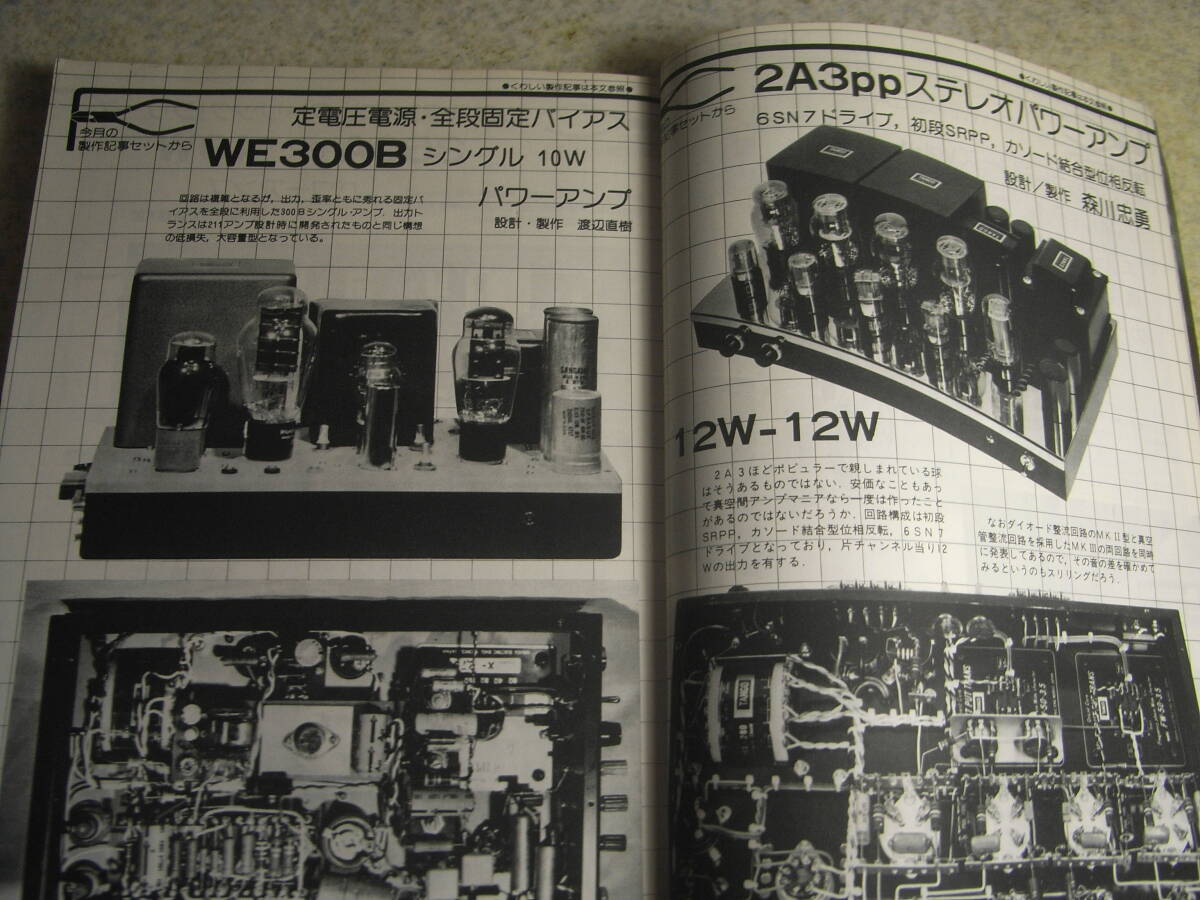 ●くわしい製作記事は本文参照●
今月の
製作記事セットから
定電圧電源・全段固定バイアス
WE300B シングル 10W
パワーアンプ
設計・製作 渡辺直樹
回路は複雑となるが，出力，歪率ともに秀れる固定バ
イアスを全段に利用した300Bシングル・アンプ．出力ト
ランスは211アンプ設計時に開発されたものと同じ構想
の低損失，大容量型となっている。
●くわしい製作記事は本文参照●
記事セットから
2A3ppステレオパワーアンプ
6SN7ドライブ，初段SRPP，カソード結合型位相反転
設計／製作 森川忠勇
12W-12W
2A3ほどポピュラーで親しまれている球
はそうあるものではない．安価なこともあっ
て真空間アンプマニアなら一度は作ったこと
があるのではないだろうか．回路構成は初段
SRPP，カソード結合型位相反転，6SN7
ドライブとなっており，片チャンネル当り12
Wの出力を有する．
なおダイオード整流回路のMKⅡ型と真空
管整流回路を採用したMKⅢの両回路を同時
に発表してあるので，その音の差を確かめて
みるというのもスリリングだろう．